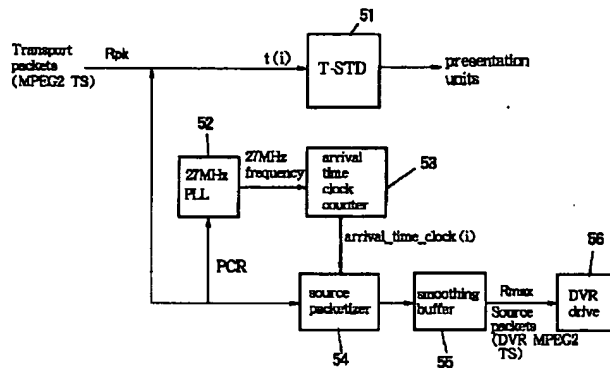 51
Transport
packets
(MPEG2 TS)
Rpk
t(i)
T-STD
presentation
units
52
27MHz
PLL
27MHz
frequency
arrival
time
clock
counter
53
arrival_time_clock(i)
PCR
source
packetizer
54
smoothing
buffer
55
Rmax
Source
packets
(DVR MPEG2
TS)
56
DVR
drive